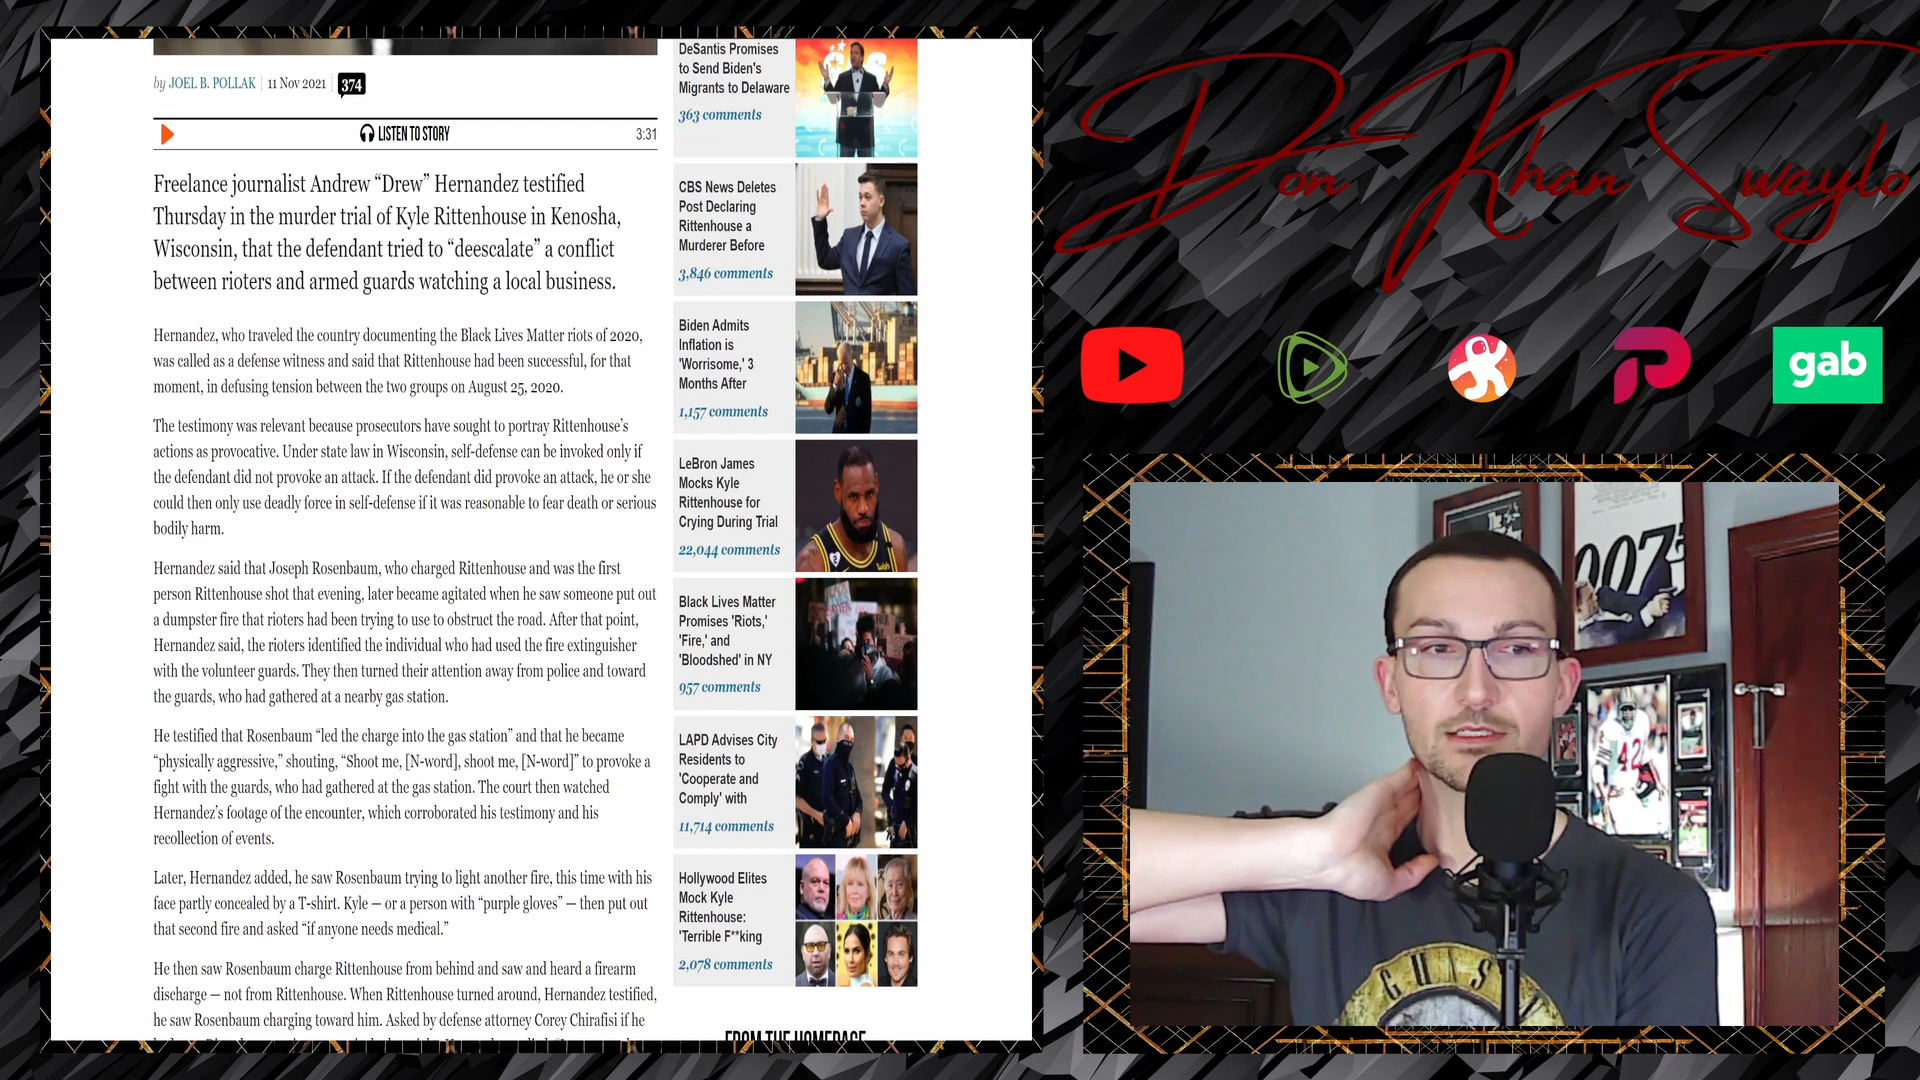 by JOEL B. POLLAK | 11 Nov 2021 | 374
LISTEN TO STORY
3:31
Freelance journalist Andrew “Drew” Hernandez testified
Thursday in the murder trial of Kyle Rittenhouse in Kenosha,
Wisconsin, that the defendant tried to “deescalate” a conflict
between rioters and armed guards watching a local business.
Hernandez, who traveled the country documenting the Black Lives Matter riots of 2020,
was called as a defense witness and said that Rittenhouse had been successful, for that
moment, in defusing tension between the two groups on August 25, 2020.
The testimony was relevant because prosecutors have sought to portray Rittenhouse’s
actions as provocative. Under state law in Wisconsin, self-defense can be invoked only if
the defendant did not provoke an attack. If the defendant did provoke an attack, he or she
could then only use deadly force in self-defense if it was reasonable to fear death or serious
bodily harm.
Hernandez said that Joseph Rosenbaum, who charged Rittenhouse and was the first
person Rittenhouse shot that evening, later became agitated when he saw someone put out
a dumpster fire that rioters had been trying to use to obstruct the road. After that point,
Hernandez said, the rioters identified the individual who had used the fire extinguisher
with the volunteer guards. They then turned their attention away from police and toward
the guards, who had gathered at a nearby gas station.
He testified that Rosenbaum “led the charge into the gas station” and that he became
“physically aggressive,” shouting, “Shoot me, [N-word], shoot me, [N-word]” to provoke a
fight with the guards, who had gathered at the gas station. The court then watched
Hernandez’s footage of the encounter, which corroborated his testimony and his
recollection of events.
Later, Hernandez added, he saw Rosenbaum trying to light another fire, this time with his
face partly concealed by a T-shirt. Kyle — or a person with “purple gloves” — then put out
that second fire and asked “if anyone needs medical.”
He then saw Rosenbaum charge Rittenhouse from behind and saw and heard a firearm
discharge — not from Rittenhouse. When Rittenhouse turned around, Hernandez testified,
he saw Rosenbaum charging toward him. Asked by defense attorney Corey Chirafisi if he
DeSantis Promises
to Send Biden's
Migrants to Delaware
363 comments
CBS News Deletes
Post Declaring
Rittenhouse a
Murderer Before
3,846 comments
Biden Admits
Inflation is
'Worrisome,' 3
Months After
1,157 comments
LeBron James
Mocks Kyle
Rittenhouse for
Crying During Trial
22,044 comments
Black Lives Matter
Promises 'Riots,'
'Fire,' and
'Bloodshed' in NY
957 comments
LAPD Advises City
Residents to
'Cooperate and
Comply' with
11,714 comments
Hollywood Elites
Mock Kyle
Rittenhouse:
'Terrible F**king
2,078 comments
FROM THE HOMEPAGE
Don Khan Swaylo
gab
007
42
GUNS